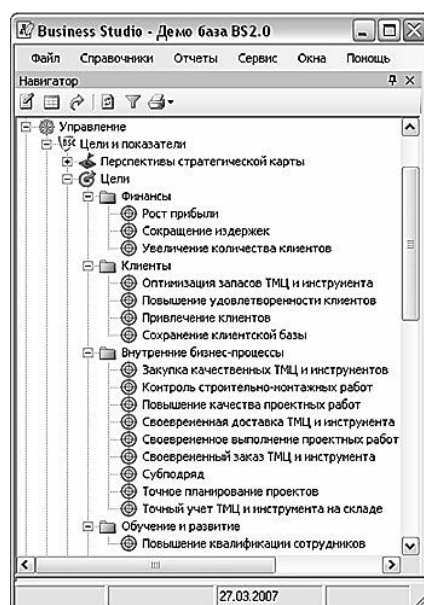 Business Studio - Демо база BS2.0
Файл Справочники Отчеты Сервис Окна Помощь
Навигатор
Управление
BSC Цели и показатели
Перспективы стратегической карты
Цели
Финансы
Рост прибыли
Сокращение издержек
Увеличение количества клиентов
Клиенты
Оптимизация запасов ТМЦ и инструмента
Повышение удовлетворенности клиентов
Привлечение клиентов
Сохранение клиентской базы
Внутренние бизнес-процессы
Закупка качественных ТМЦ и инструментов
Контроль строительно-монтажных работ
Повышение качества проектных работ
Своевременная доставка ТМЦ и инструмента
Своевременное выполнение проектных работ
Своевременный заказ ТМЦ и инструмента
Субподряд
Точное планирование проектов
Точный учет ТМЦ и инструмента на складе
Обучение и развитие
Повышение квалификации сотрудников
27.03.2007